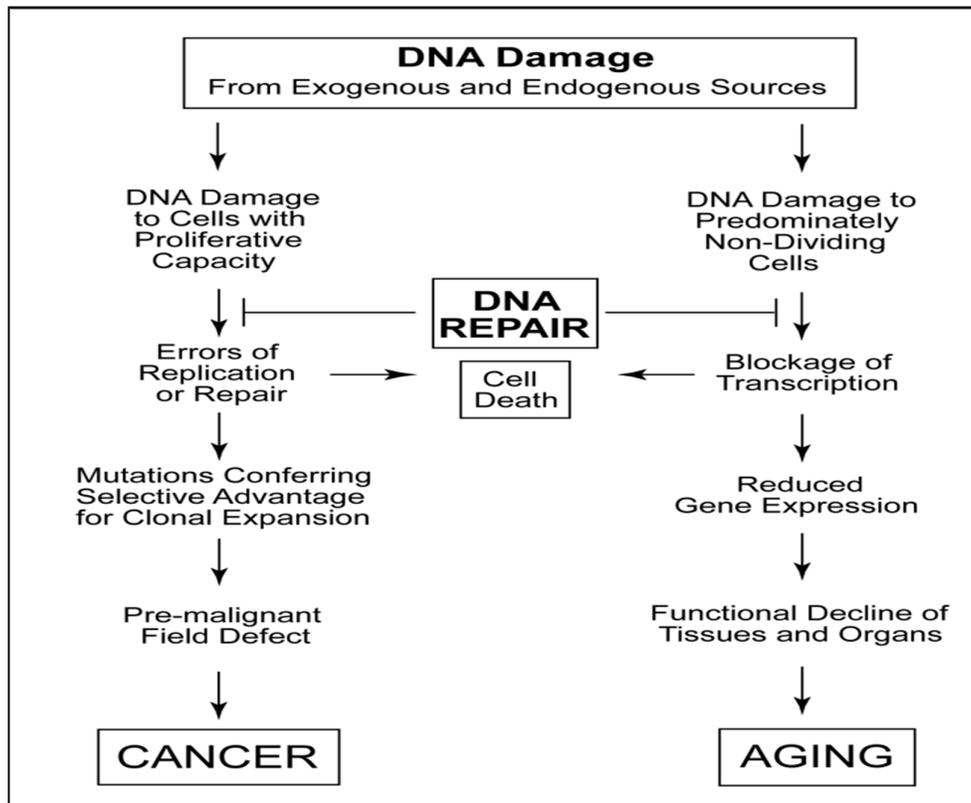 DNA Damage
From Exogenous and Endogenous Sources
DNA Damage
to Cells with
Proliferative
Capacity
DNA Damage to
Predominately
Non-Dividing
Cells
DNA
REPAIR
Errors of
Replication
or Repair
Cell
Death
Blockage of
Transcription
Mutations Conferring
Selective Advantage
for Clonal Expansion
Reduced
Gene Expression
Pre-malignant
Field Defect
Functional Decline of
Tissues and Organs
CANCER
AGING